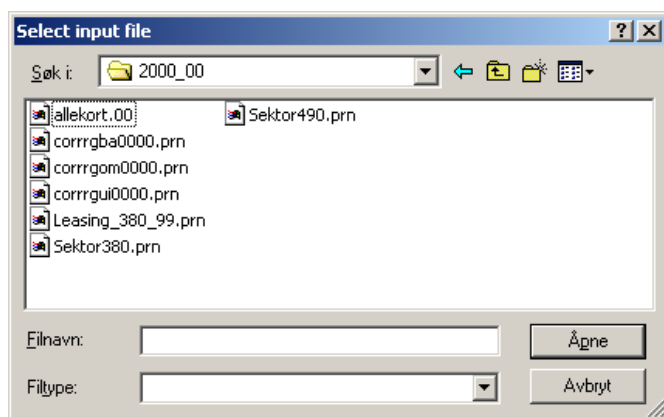 Select input file
Søk i: 2000_00
allekort.00 Sektor490.prn
corrrgba0000.prn
corrrgom0000.prn
corrrgui0000.prn
Leasing_380_99.prn
Sektor380.prn
Filnavn: Åpne
Filtype: Avbryt